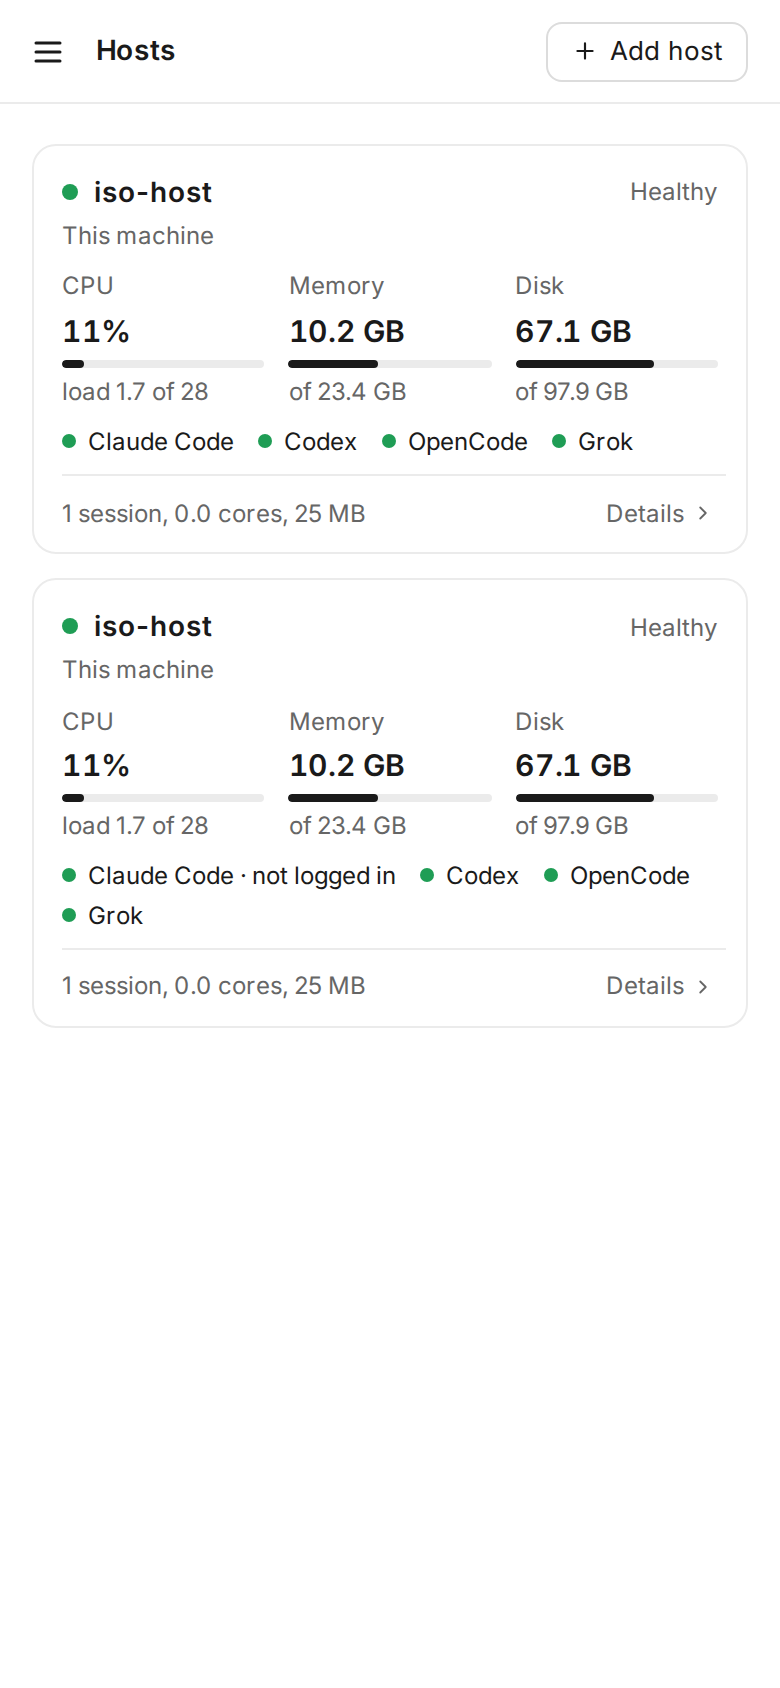 Hosts
+ Add host
iso-host
Healthy
This machine
CPU Memory Disk
11% 10.2 GB 67.1 GB
load 1.7 of 28 of 23.4 GB of 97.9 GB
Claude Code Codex OpenCode Grok
1 session, 0.0 cores, 25 MB
Details
iso-host
Healthy
This machine
CPU Memory Disk
11% 10.2 GB 67.1 GB
load 1.7 of 28 of 23.4 GB of 97.9 GB
Claude Code · not logged in Codex OpenCode
Grok
1 session, 0.0 cores, 25 MB
Details